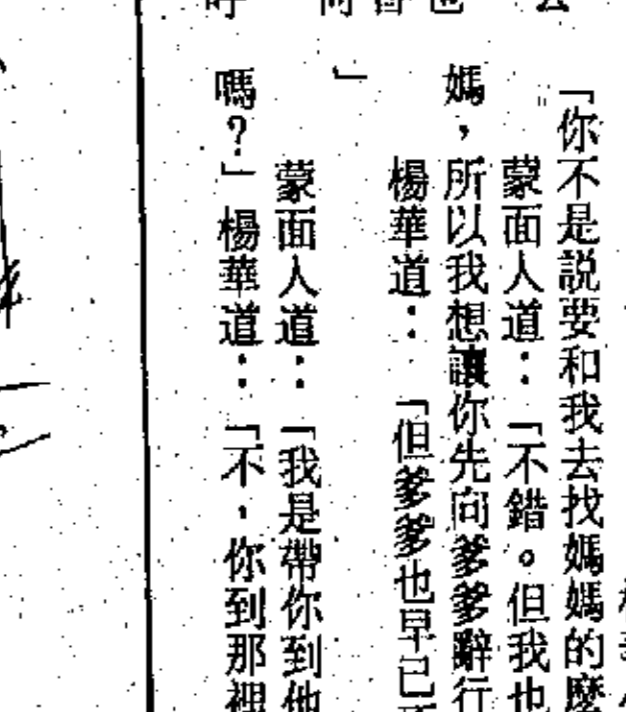 「你不是説要和我去找媽媽的麼
蒙面人道：「不錯。但我也
媽，所以我想讓你先向爹爹辭行
楊華道：「但爹爹也早已
」
蒙面人道：「我是帶你到他
嗎？」楊華道：「不，你到那裡